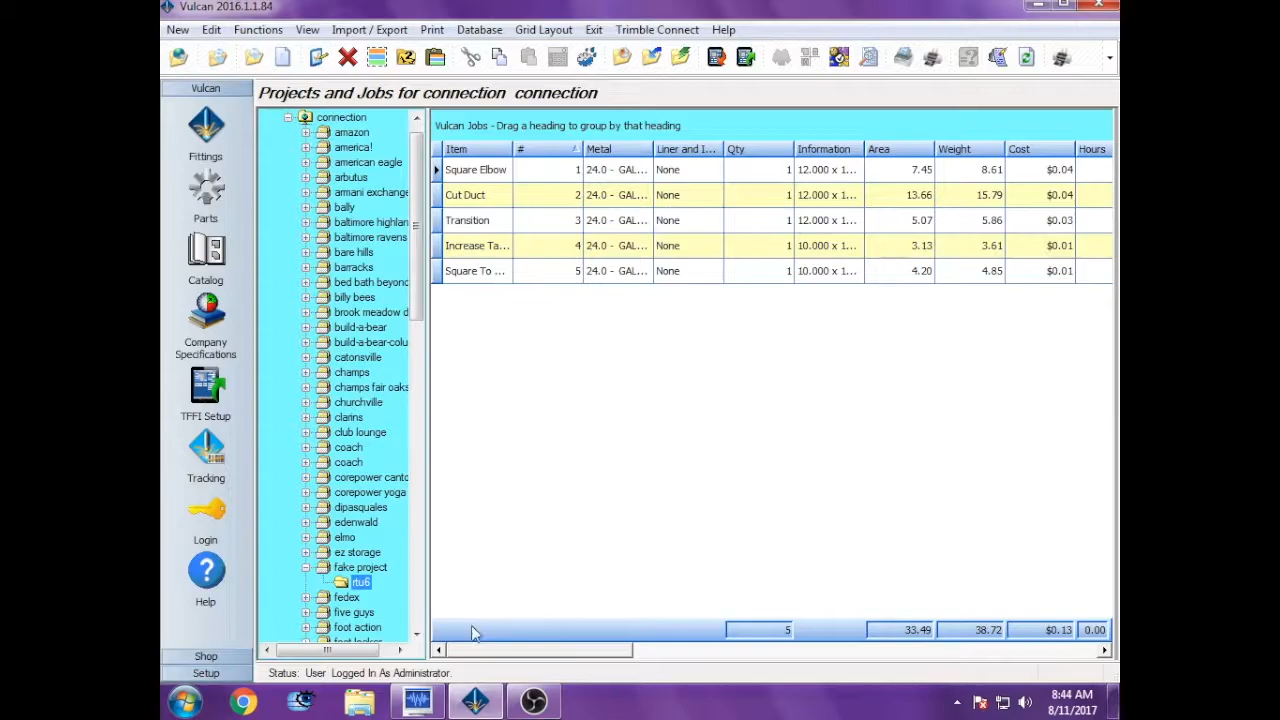 Vulcan 2016.1.1.84
New Edit Functions View Import / Export Print Database Grid Layout Exit Trimble Connect Help
Vulcan
Projects and Jobs for connection connection
Fittings
Parts
Catalog
Company
Specifications
TFFI Setup
Tracking
Login
Help
Shop
Setup
connection
amazon
america!
american eagle
arbutus
armani exchange
bally
baltimore highlan
baltimore ravens
bare hills
barracks
bed bath beyond
billy bees
brook meadow d
build-a-bear
build-a-bear-colu
catonsville
champs
champs fair oaks
churchville
clarins
club lounge
coach
coach
corepower canto
corepower yoga
dipasquales
edenwald
elmo
ez storage
fake project
rtu6
fedex
five guys
foot action
foot locker
Vulcan Jobs - Drag a heading to group by that heading
Item # Metal Liner and I... Qty Information Area Weight Cost Hours
Square Elbow 1 24.0 - GAL... None 1 12.000 x 1... 7.45 8.61 $0.04
Cut Duct 2 24.0 - GAL... None 1 12.000 x 1... 13.66 15.79 $0.04
Transition 3 24.0 - GAL... None 1 12.000 x 1... 5.07 5.86 $0.03
Increase Ta... 4 24.0 - GAL... None 1 10.000 x 1... 3.13 3.61 $0.01
Square To ... 5 24.0 - GAL... None 1 10.000 x 1... 4.20 4.85 $0.01
5 33.49 38.72 $0.13 0.00
Status: User Logged In As Administrator.
8:44 AM
8/11/2017